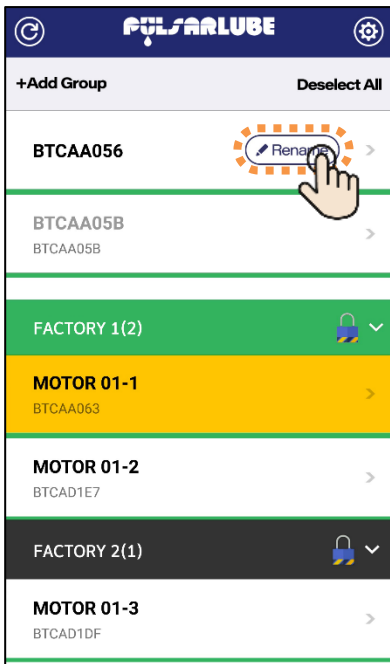 PULSARLUBE
+Add Group Deselect All
BTCAA056 Rename
BTCAA05B
BTCAA05B
FACTORY 1(2)
MOTOR 01-1
BTCAA063
MOTOR 01-2
BTCAD1E7
FACTORY 2(1)
MOTOR 01-3
BTCAD1DF